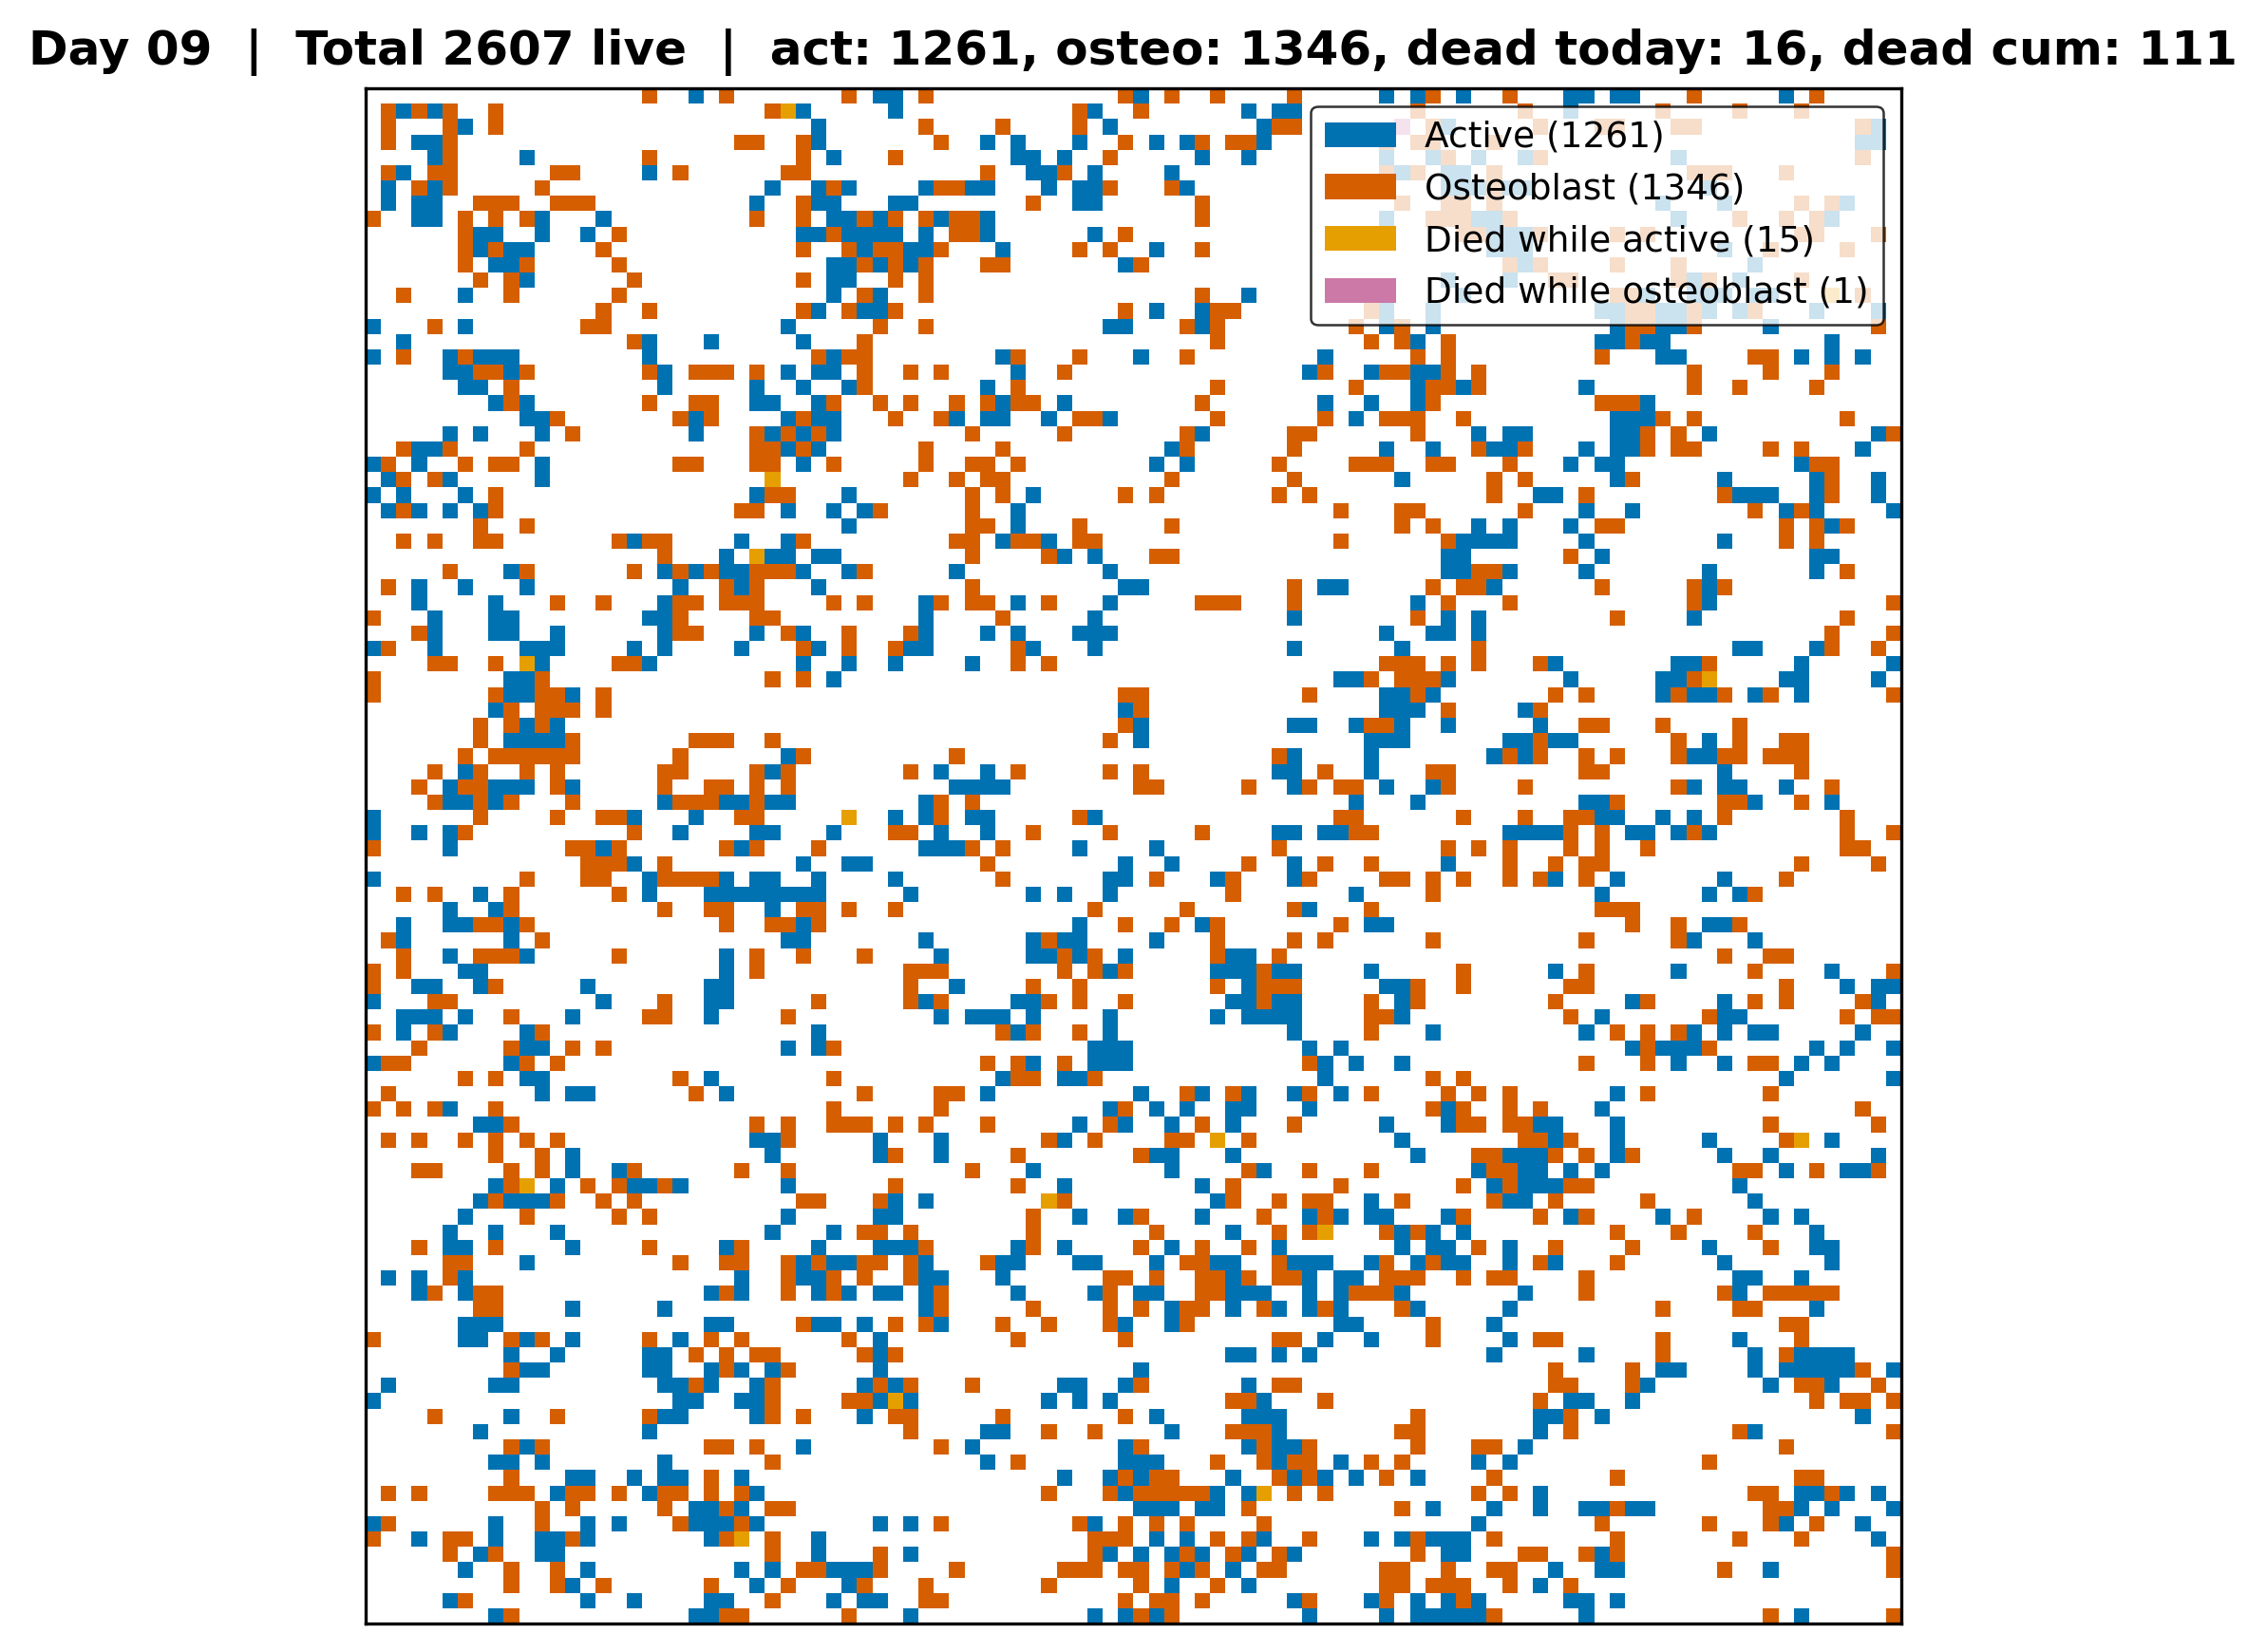 Day 09 | Total 2607 live | act: 1261, osteo: 1346, dead today: 16, dead cum: 111
Active (1261)
Osteoblast (1346)
Died while active (15)
Died while osteoblast (1)